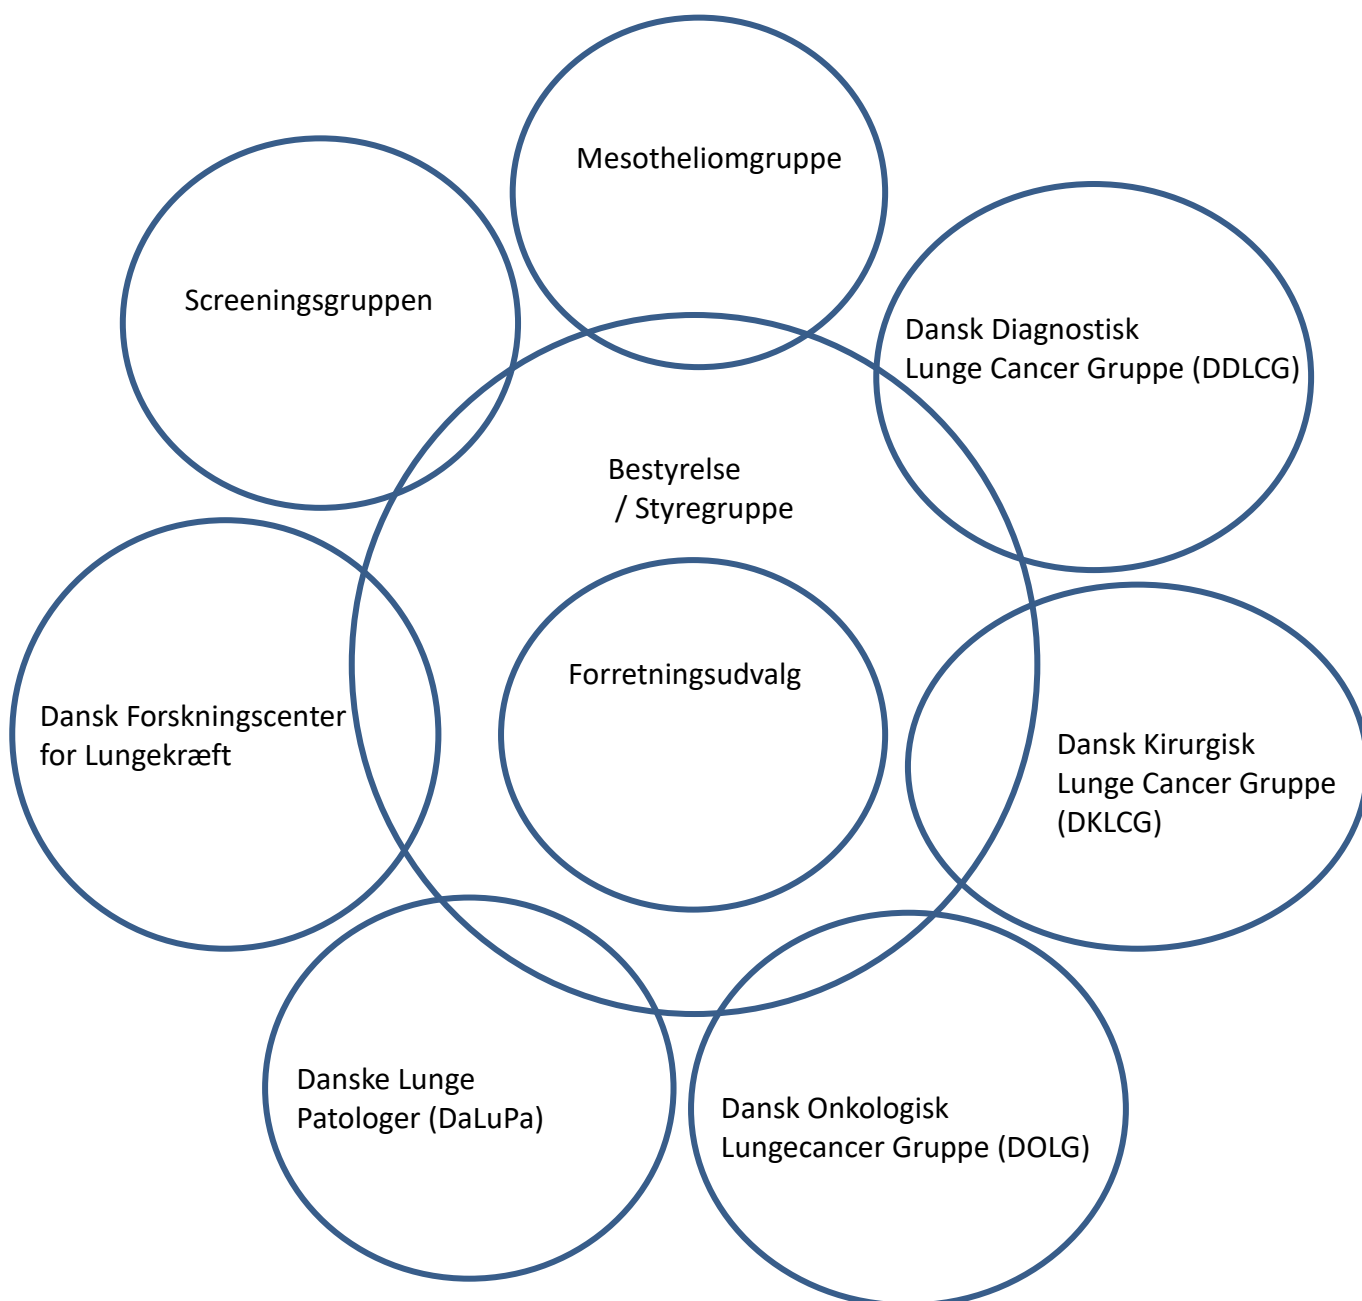 Mesotheliomgruppe
Screeningsgruppen
Dansk Diagnostisk
Lunge Cancer Gruppe (DDLCG)
Bestyrelse
/ Styregruppe
Forretningsudvalg
Dansk Forskningscenter
for Lungekræft
Dansk Kirurgisk
Lunge Cancer Gruppe
(DKLCG)
Danske Lunge
Patologer (DaLuPa)
Dansk Onkologisk
Lungecancer Gruppe (DOLG)